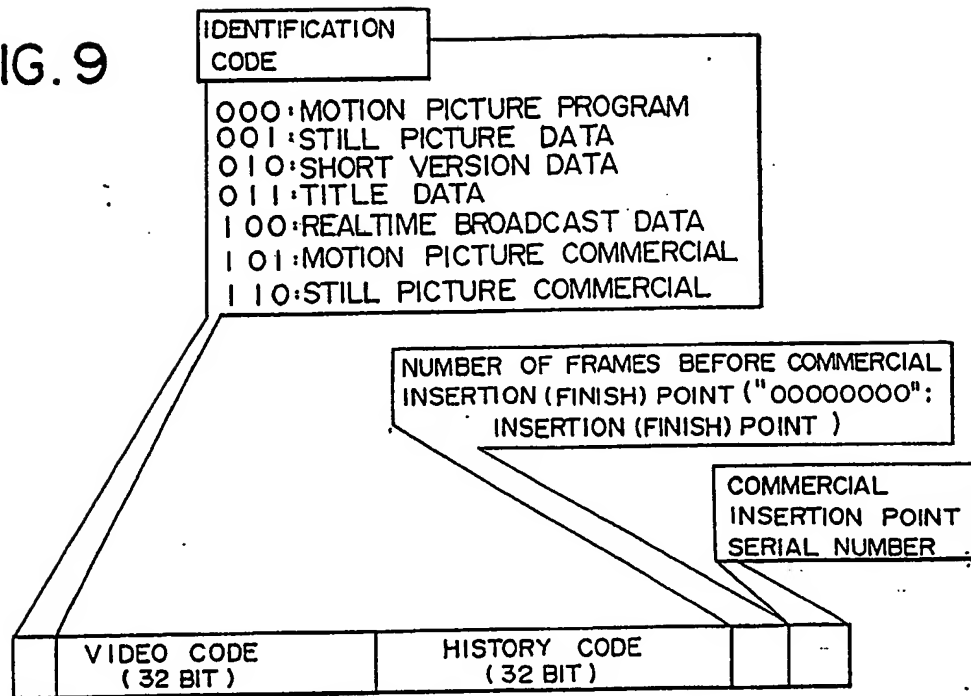 IG. 9
IDENTIFICATION
CODE
000:MOTION PICTURE PROGRAM
001:STILL PICTURE DATA
010:SHORT VERSION DATA
011:TITLE DATA
100:REALTIME BROADCAST DATA
101:MOTION PICTURE COMMERCIAL
110:STILL PICTURE COMMERCIAL
NUMBER OF FRAMES BEFORE COMMERCIAL
INSERTION (FINISH) POINT ("00000000":
INSERTION (FINISH) POINT )
COMMERCIAL
INSERTION POINT
SERIAL NUMBER
VIDEO CODE
(32 BIT)
HISTORY CODE
(32 BIT)